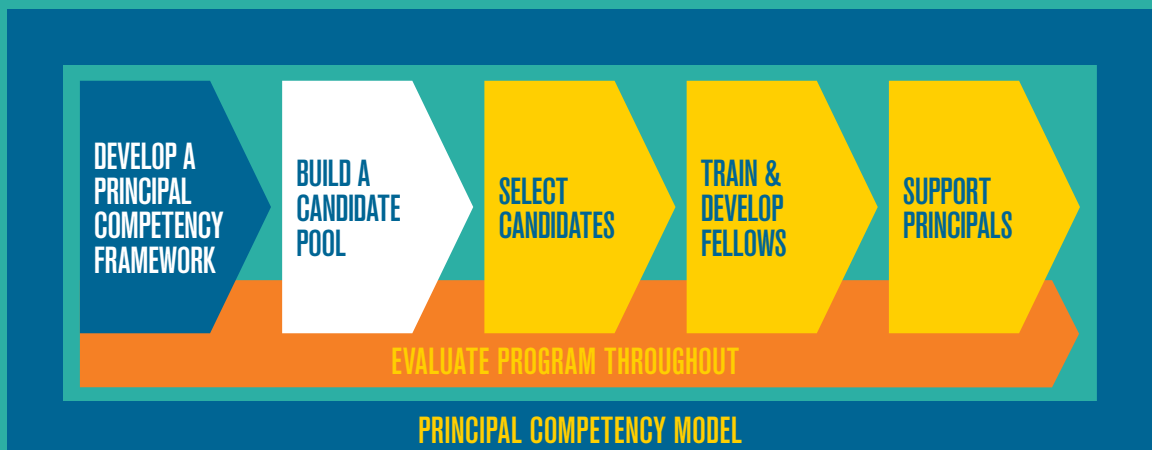 DEVELOP A
PRINCIPAL
COMPETENCY
FRAMEWORK
BUILD A
CANDIDATE
POOL
SELECT
CANDIDATES
TRAIN &
DEVELOP
FELLOWS
SUPPORT
PRINCIPALS
EVALUATE PROGRAM THROUGHOUT
PRINCIPAL COMPETENCY MODEL